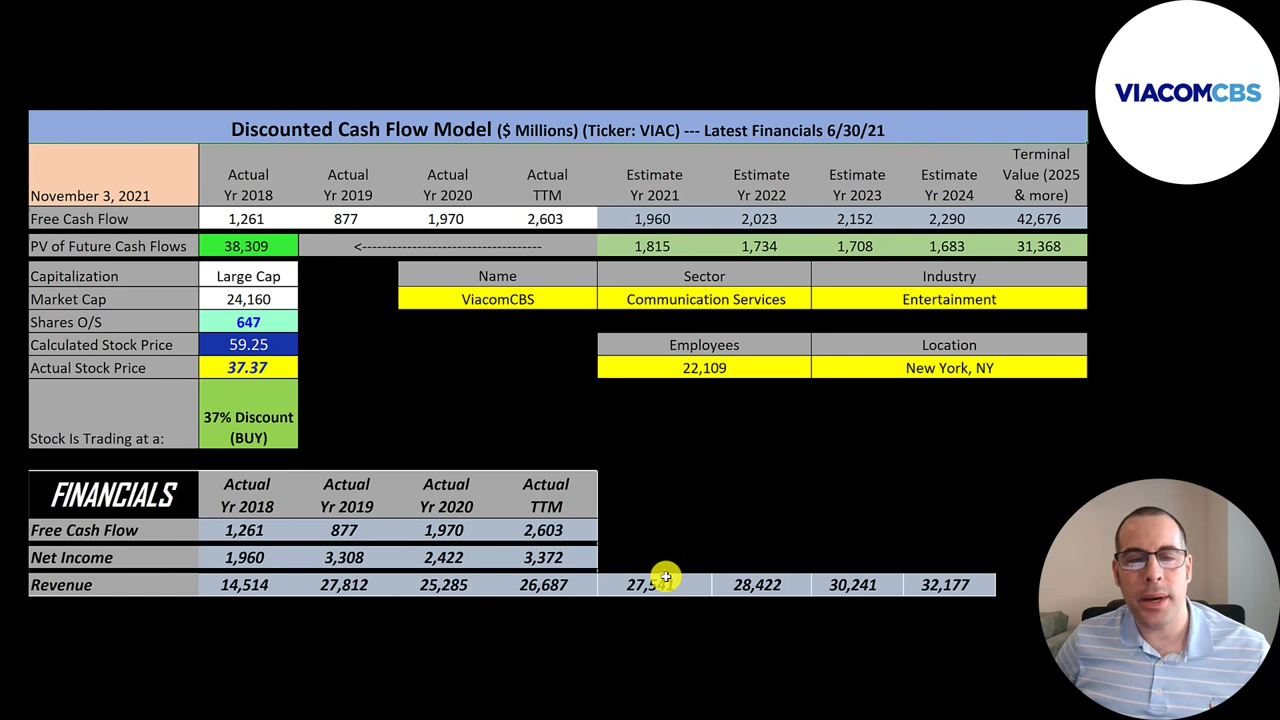 VIACOMCBS
Discounted Cash Flow Model ($ Millions) (Ticker: VIAC) --- Latest Financials 6/30/21
November 3, 2021 Actual Yr 2018 Actual Yr 2019 Actual Yr 2020 Actual TTM Estimate Yr 2021 Estimate Yr 2022 Estimate Yr 2023 Estimate Yr 2024 Terminal Value (2025 & more)
Free Cash Flow 1,261 877 1,970 2,603 1,960 2,023 2,152 2,290 42,676
PV of Future Cash Flows 38,309 <------------------------------------ 1,815 1,734 1,708 1,683 31,368
Capitalization Large Cap Name Sector Industry
Market Cap 24,160 ViacomCBS Communication Services Entertainment
Shares O/S 647
Calculated Stock Price 59.25 Employees Location
Actual Stock Price 37.37 22,109 New York, NY
Stock Is Trading at a: 37% Discount (BUY)
FINANCIALS Actual Yr 2018 Actual Yr 2019 Actual Yr 2020 Actual TTM
Free Cash Flow 1,261 877 1,970 2,603
Net Income 1,960 3,308 2,422 3,372
Revenue 14,514 27,812 25,285 26,687 28,422 30,241 32,177